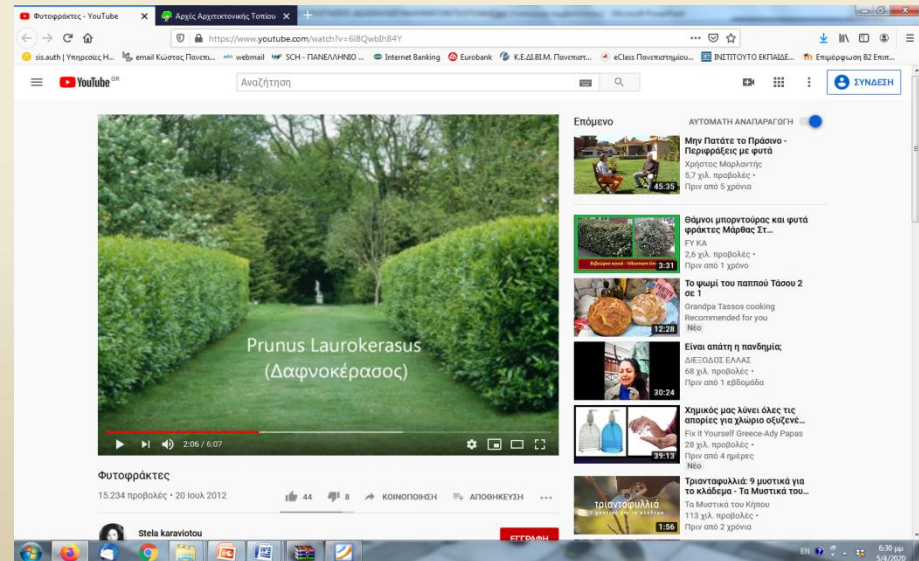 Φυτοφράκτες - YouTube
Αρχές Αρχιτεκτονικής Τοπίου
https://www.youtube.com/watch?v=6l8QwbIh84Y
sis.auth | Υπηρεσίες Η...
email Κώστας Πανεπι...
webmail
SCH - ΠΑΝΕΛΛΗΝΙΟ ...
Internet Banking
Eurobank
Κ.Ε.ΔΙ.ΒΙ.Μ. Πανεπιστ...
eClass Πανεπιστημίου...
ΙΝΣΤΙΤΟΥΤΟ ΕΚΠΑΙΔΕ...
Επιμόρφωση Β2 Επιπ...
YouTube GR
Αναζήτηση
ΣΥΝΔΕΣΗ
Prunus Laurokerasus
(Δαφνοκέρασος)
2:06 / 6:07
Φυτοφράκτες
15.234 προβολές • 20 Ιουλ 2012
44
8
ΚΟΙΝΟΠΟΙΗΣΗ
ΑΠΟΘΗΚΕΥΣΗ
Stela karaviotou
ΕΓΓΡΑΦΗ
Επόμενο
ΑΥΤΟΜΑΤΗ ΑΝΑΠΑΡΑΓΩΓΗ
45:35
Μην Πατάτε το Πράσινο -
Περιφράξεις με φυτά
Χρήστος Μαρλαντής
5,7 χιλ. προβολές •
Πριν από 5 χρόνια
3:31
Θάμνοι μπορντούρας και φυτά
φράκτες Μάρθας Στ...
FY KA
2,6 χιλ. προβολές •
Πριν από 1 χρόνο
12:28
Το ψωμί του παππού Τάσου 2
σε 1
Grandpa Tassos cooking
Recommended for you
Νέο
30:24
Είναι απάτη η πανδημία;
ΔΙΕΞΟΔΟΣ ΕΛΛΑΣ
68 χιλ. προβολές •
Πριν από 1 εβδομάδα
39:13
Χημικός μας λύνει όλες τις
απορίες για χλώριο οξυζενέ...
Fix it Yourself Greece-Ady Papas
28 χιλ. προβολές •
Πριν από 4 ημέρες
Νέο
τριανταφυλλιά
1:56
Τριανταφυλλιά: 9 μυστικά για
το κλάδεμα - Τα Μυστικά του...
Τα Μυστικά του Κήπου
113 χιλ. προβολές •
Πριν από 2 χρόνια
EN
6:30 μμ
5/4/2020